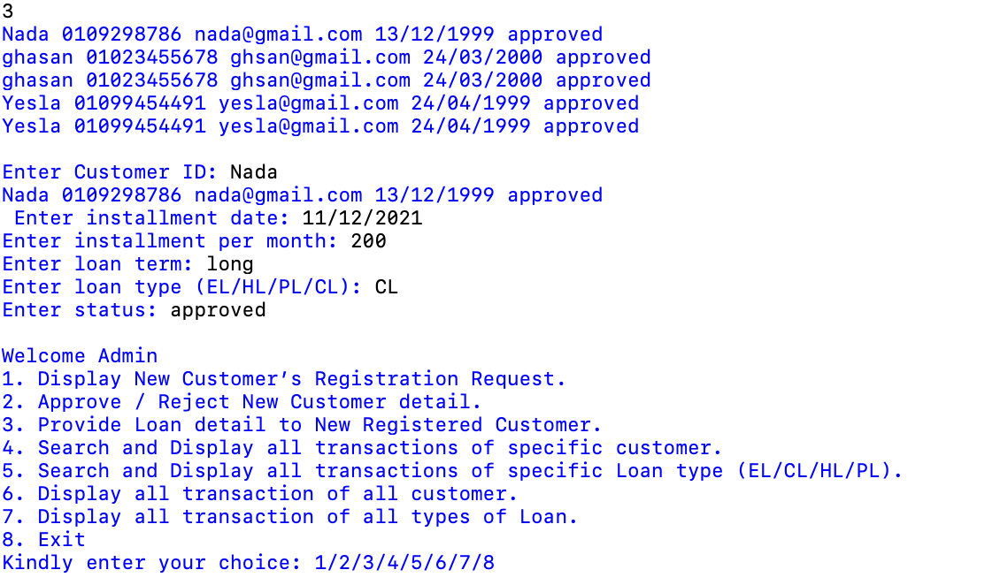 3
Nada 0109298786 nada@gmail.com 13/12/1999 approved
ghasan 01023455678 ghsan@gmail.com 24/03/2000 approved
ghasan 01023455678 ghsan@gmail.com 24/03/2000 approved
Yesla 01099454491 yesla@gmail.com 24/04/1999 approved
Yesla 01099454491 yesla@gmail.com 24/04/1999 approved
Enter Customer ID: Nada
Nada 0109298786 nada@gmail.com 13/12/1999 approved
Enter installment date: 11/12/2021
Enter installment per month: 200
Enter loan term: long
Enter loan type (EL/HL/PL/CL): CL
Enter status: approved
Welcome Admin
1. Display New Customer’s Registration Request.
2. Approve / Reject New Customer detail.
3. Provide Loan detail to New Registered Customer.
4. Search and Display all transactions of specific customer.
5. Search and Display all transactions of specific Loan type (EL/CL/HL/PL).
6. Display all transaction of all customer.
7. Display all transaction of all types of Loan.
8. Exit
Kindly enter your choice: 1/2/3/4/5/6/7/8